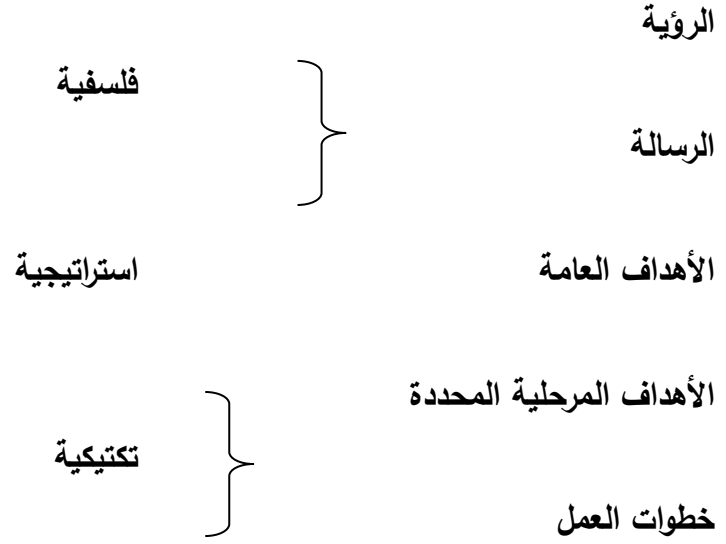 الرؤية
فلسفية
الرسالة
الأهداف العامة
استراتيجية
الأهداف المرحلية المحددة
تكتيكية
خطوات العمل